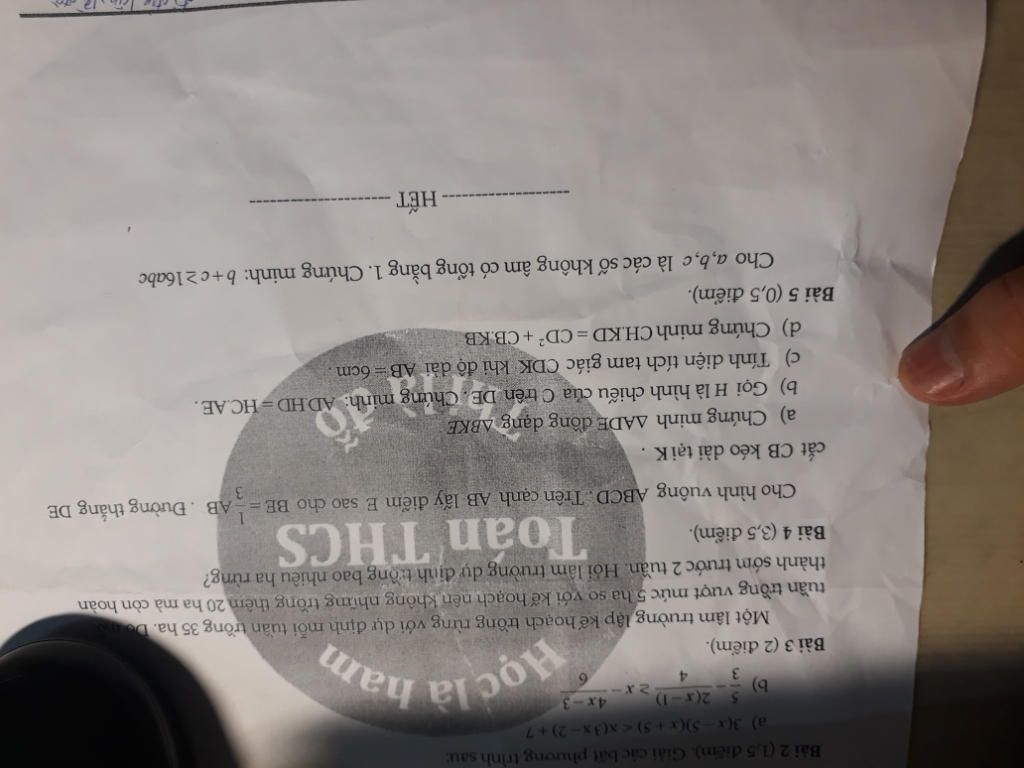 Bài 2 (1,5 điểm). Giải các bất phương trình sau:
a) 3(x − 5)(x + 5) < x(3x − 2) + 7
b) 5/3 − 2(x − 1)/4 ≥ x − (4x − 3)/6
Bài 3 (2 điểm).
Một lâm trường lập kế hoạch trồng rừng với dự định mỗi tuần trồng 35 ha. Do
tuần trồng vượt mức 5 ha so với kế hoạch nên không những trồng thêm 20 ha mà còn hoàn
thành sớm trước 2 tuần. Hỏi lâm trường dự định trồng bao nhiêu ha rừng?
Bài 4 (3,5 điểm).
Cho hình vuông ABCD. Trên cạnh AB lấy điểm E sao cho BE = 1/3 AB . Đường thẳng DE
cắt CB kéo dài tại K .
a) Chứng minh ΔADE đồng dạng ΔBKE
b) Gọi H là hình chiếu của C trên DE. Chứng minh: AD.HD = HC.AE.
c) Tính diện tích tam giác CDK khi độ dài AB = 6cm .
d) Chứng minh CH.KD = CD² + CB.KB
Bài 5 (0,5 điểm).
Cho a,b,c là các số không âm có tổng bằng 1. Chứng minh: b + c ≥ 16abc
-------------------- HẾT --------------------
Học là ham
Toán THCS
Thi là đỗ